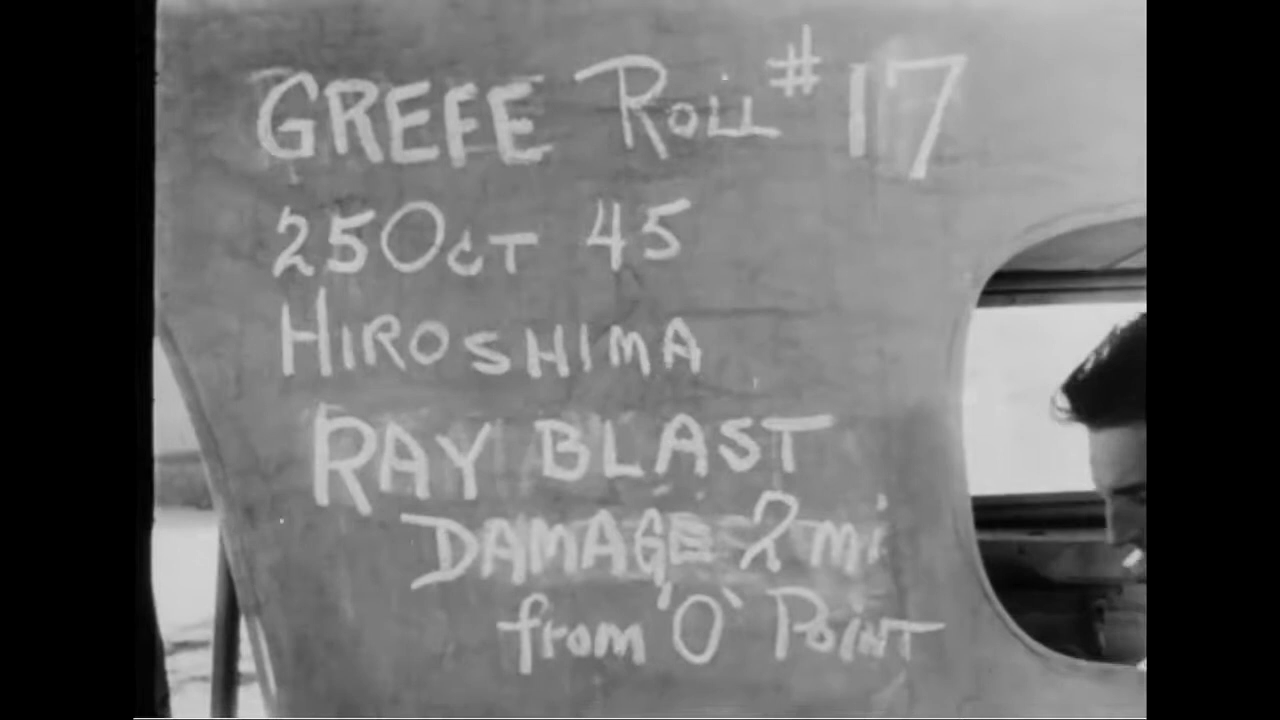 GREFE ROLL #17
25 OCT 45
HIROSHIMA
RAY BLAST
DAMAGE 2 mi
from 'O' POINT